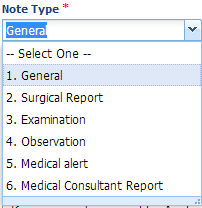 Note Type *
General
-- Select One --
1. General
2. Surgical Report
3. Examination
4. Observation
5. Medical alert
6. Medical Consultant Report